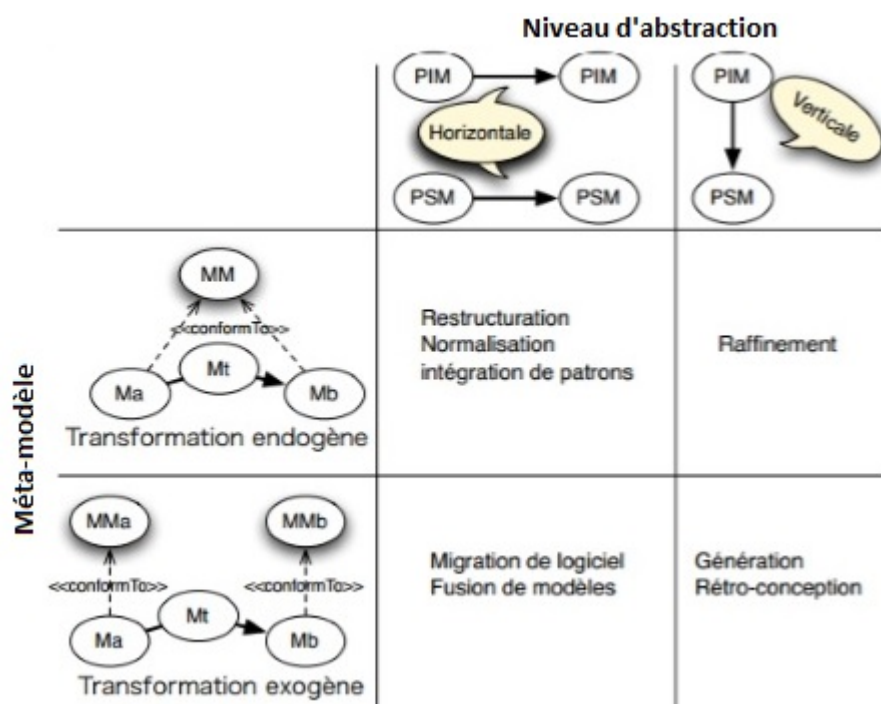 Niveau d'abstraction
PIM
PIM
PIM
Horizontale
Verticale
PSM
PSM
PSM
Méta-modèle
MM
<<conformTo>>
Mt
Ma
Mb
Transformation endogène
Restructuration
Normalisation
intégration de patrons
Raffinement
MMa
MMb
<<conformTo>>
<<conformTo>>
Mt
Ma
Mb
Transformation exogène
Migration de logiciel
Fusion de modèles
Génération
Rétro-conception